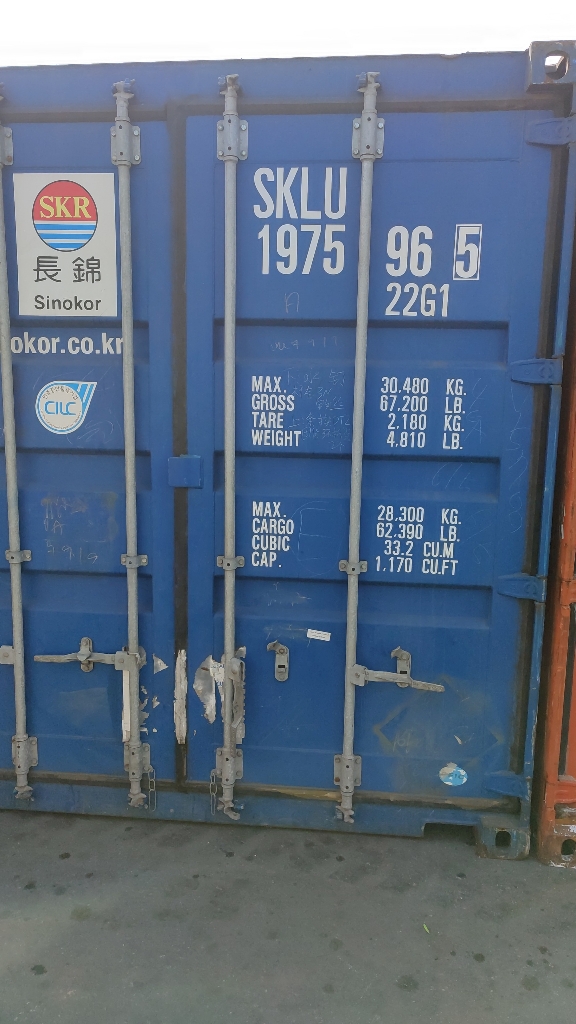 SKR
長錦
Sinokor
okor.co.kr
CILC
SKLU
1975 96 5
22G1
MAX. 30.480 KG.
GROSS 67.200 LB.
TARE 2.180 KG.
WEIGHT 4.810 LB.
MAX. 28.300 KG.
CARGO 62.390 LB.
CUBIC 33.2 CU.M
CAP. 1.170 CU.FT